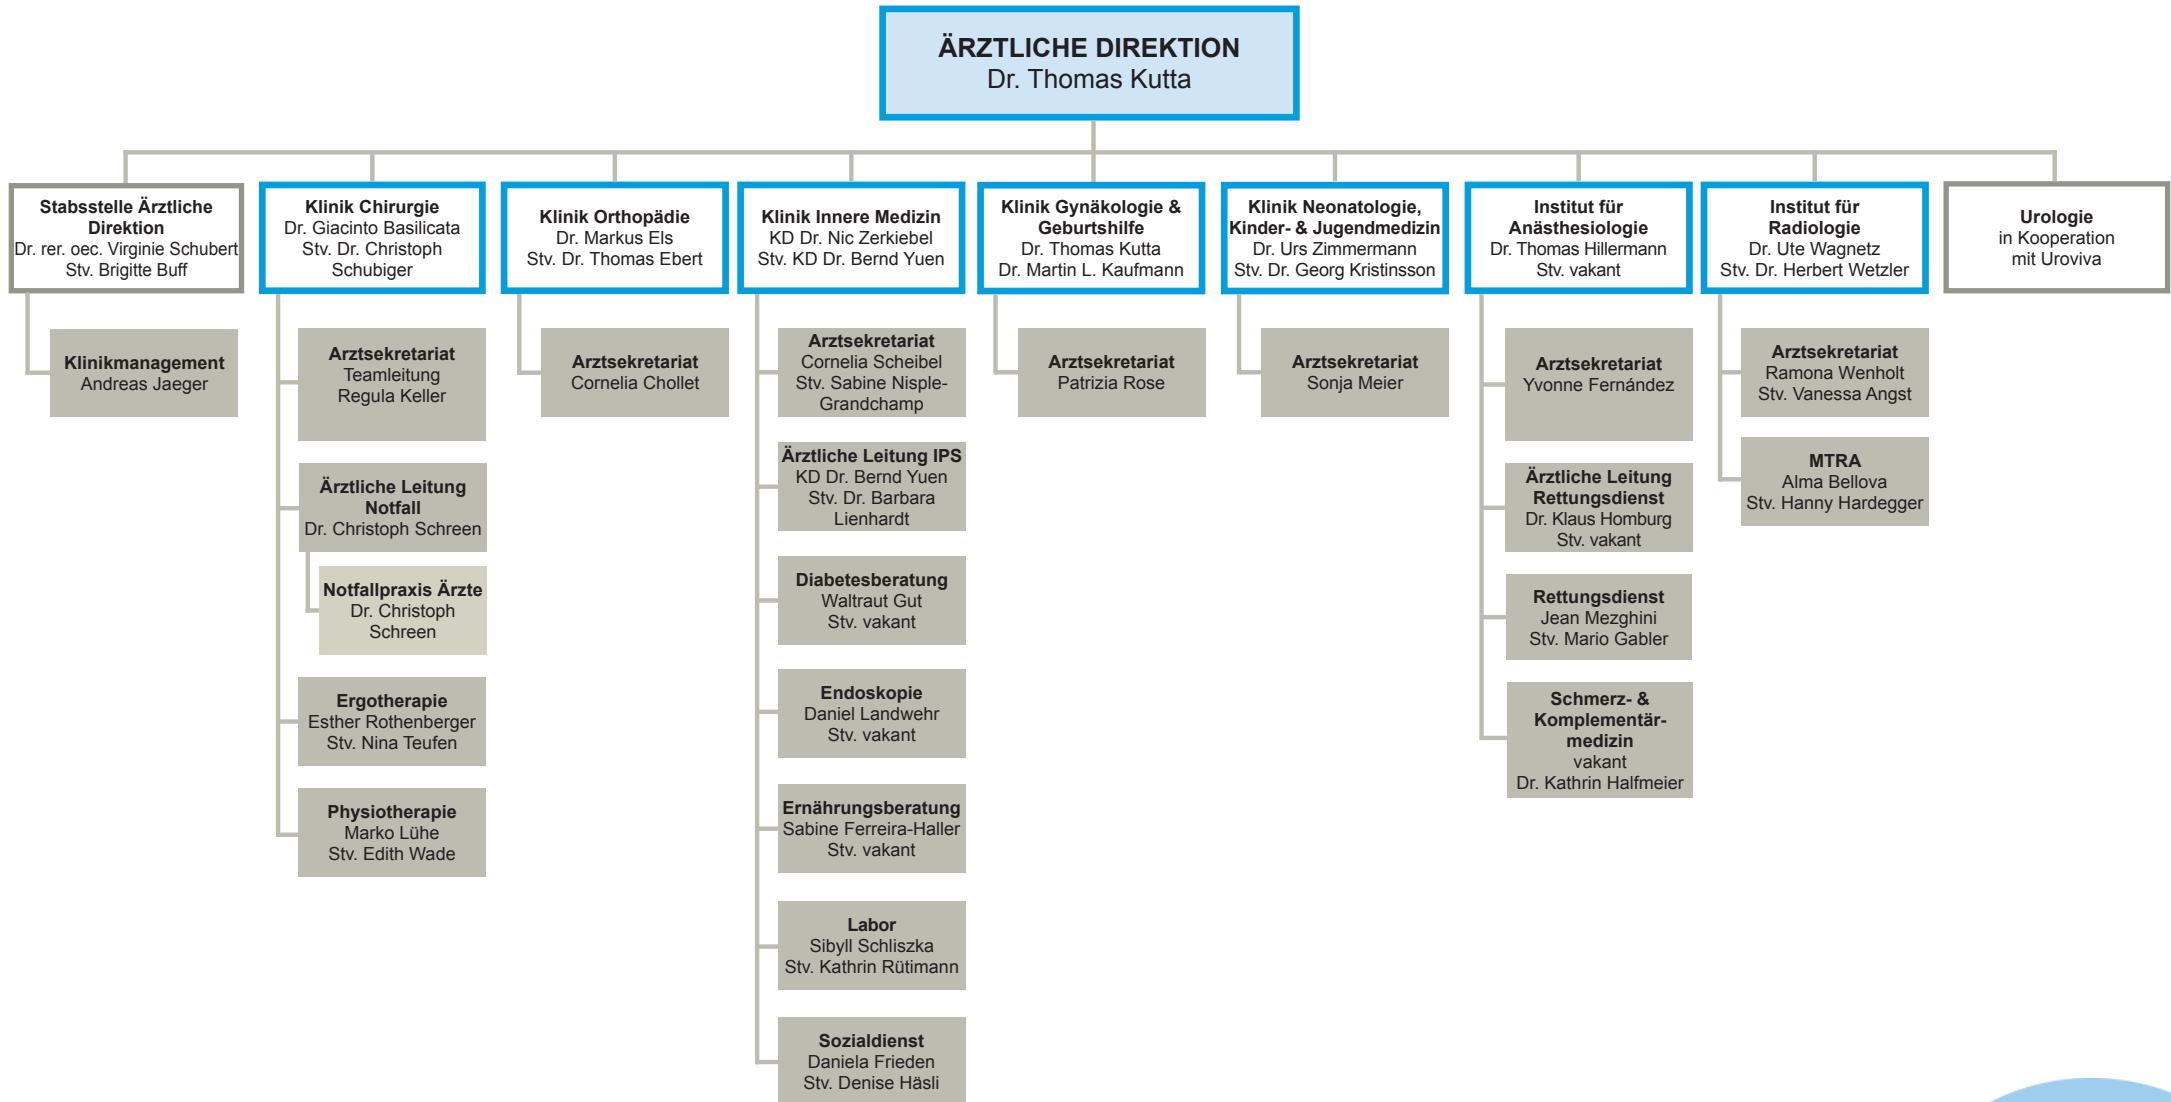 ÄRZTLICHE DIREKTION
Dr. Thomas Kutta
Stabsstelle Ärztliche
Direktion
Dr. rer. oec. Virginie Schubert
Stv. Brigitte Buff
Klinik Chirurgie
Dr. Giacinto Basilicata
Stv. Dr. Christoph
Schubiger
Klinik Orthopädie
Dr. Markus Els
Stv. Dr. Thomas Ebert
Klinik Innere Medizin
KD Dr. Nic Zerkiebel
Stv. KD Dr. Bernd Yuen
Klinik Gynäkologie &
Geburtshilfe
Dr. Thomas Kutta
Dr. Martin L. Kaufmann
Klinik Neonatologie,
Kinder- & Jugendmedizin
Dr. Urs Zimmermann
Stv. Dr. Georg Kristinsson
Institut für
Anästhesiologie
Dr. Thomas Hillermann
Stv. vakant
Institut für
Radiologie
Dr. Ute Wagnetz
Stv. Dr. Herbert Wetzler
Urologie
in Kooperation
mit Uroviva
Klinikmanagement
Andreas Jaeger
Arztsekretariat
Teamleitung
Regula Keller
Ärztliche Leitung
Notfall
Dr. Christoph Schreen
Notfallpraxis Ärzte
Dr. Christoph
Schreen
Ergotherapie
Esther Rothenberger
Stv. Nina Teufen
Physiotherapie
Marko Lühe
Stv. Edith Wade
Arztsekretariat
Cornelia Chollet
Arztsekretariat
Cornelia Scheibel
Stv. Sabine Nisple-
Grandchamp
Ärztliche Leitung IPS
KD Dr. Bernd Yuen
Stv. Dr. Barbara
Lienhardt
Diabetesberatung
Waltraut Gut
Stv. vakant
Endoskopie
Daniel Landwehr
Stv. vakant
Ernährungsberatung
Sabine Ferreira-Haller
Stv. vakant
Labor
Sibyll Schliszka
Stv. Kathrin Rütimann
Sozialdienst
Daniela Frieden
Stv. Denise Häsli
Arztsekretariat
Patrizia Rose
Arztsekretariat
Sonja Meier
Arztsekretariat
Yvonne Fernández
Ärztliche Leitung
Rettungsdienst
Dr. Klaus Homburg
Stv. vakant
Rettungsdienst
Jean Mezghini
Stv. Mario Gabler
Schmerz- &
Komplementär-
medizin
vakant
Dr. Kathrin Halfmeier
Arztsekretariat
Ramona Wenholt
Stv. Vanessa Angst
MTRA
Alma Bellova
Stv. Hanny Hardegger